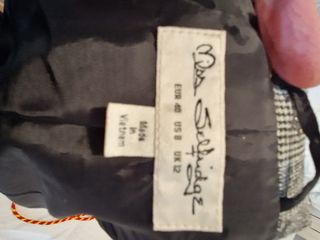 Miss Selfridge
EUR 40 US 8 UK 12
Made
in
Vietnam